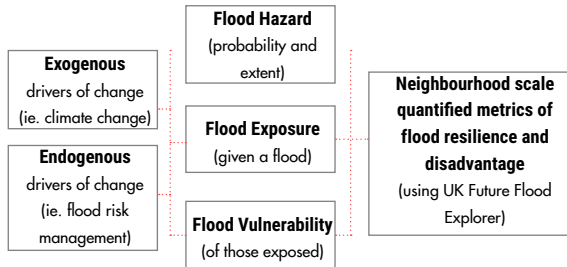 Exogenous
drivers of change
(ie. climate change)
Endogenous
drivers of change
(ie. flood risk
management)
Flood Hazard
(probability and
extent)
Flood Exposure
(given a flood)
Flood Vulnerability
(of those exposed)
Neighbourhood scale
quantified metrics of
flood resilience and
disadvantage
(using UK Future Flood
Explorer)